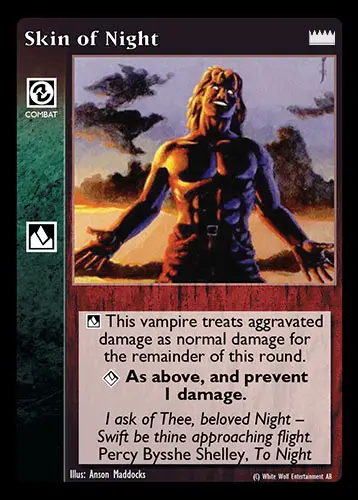 Skin of Night
COMBAT
This vampire treats aggravated
damage as normal damage for
the remainder of this round.
As above, and prevent
1 damage.
I ask of Thee, beloved Night –
Swift be thine approaching flight.
Percy Bysshe Shelley, To Night
Illus: Anson Maddocks
(C) White Wolf Entertainment AB